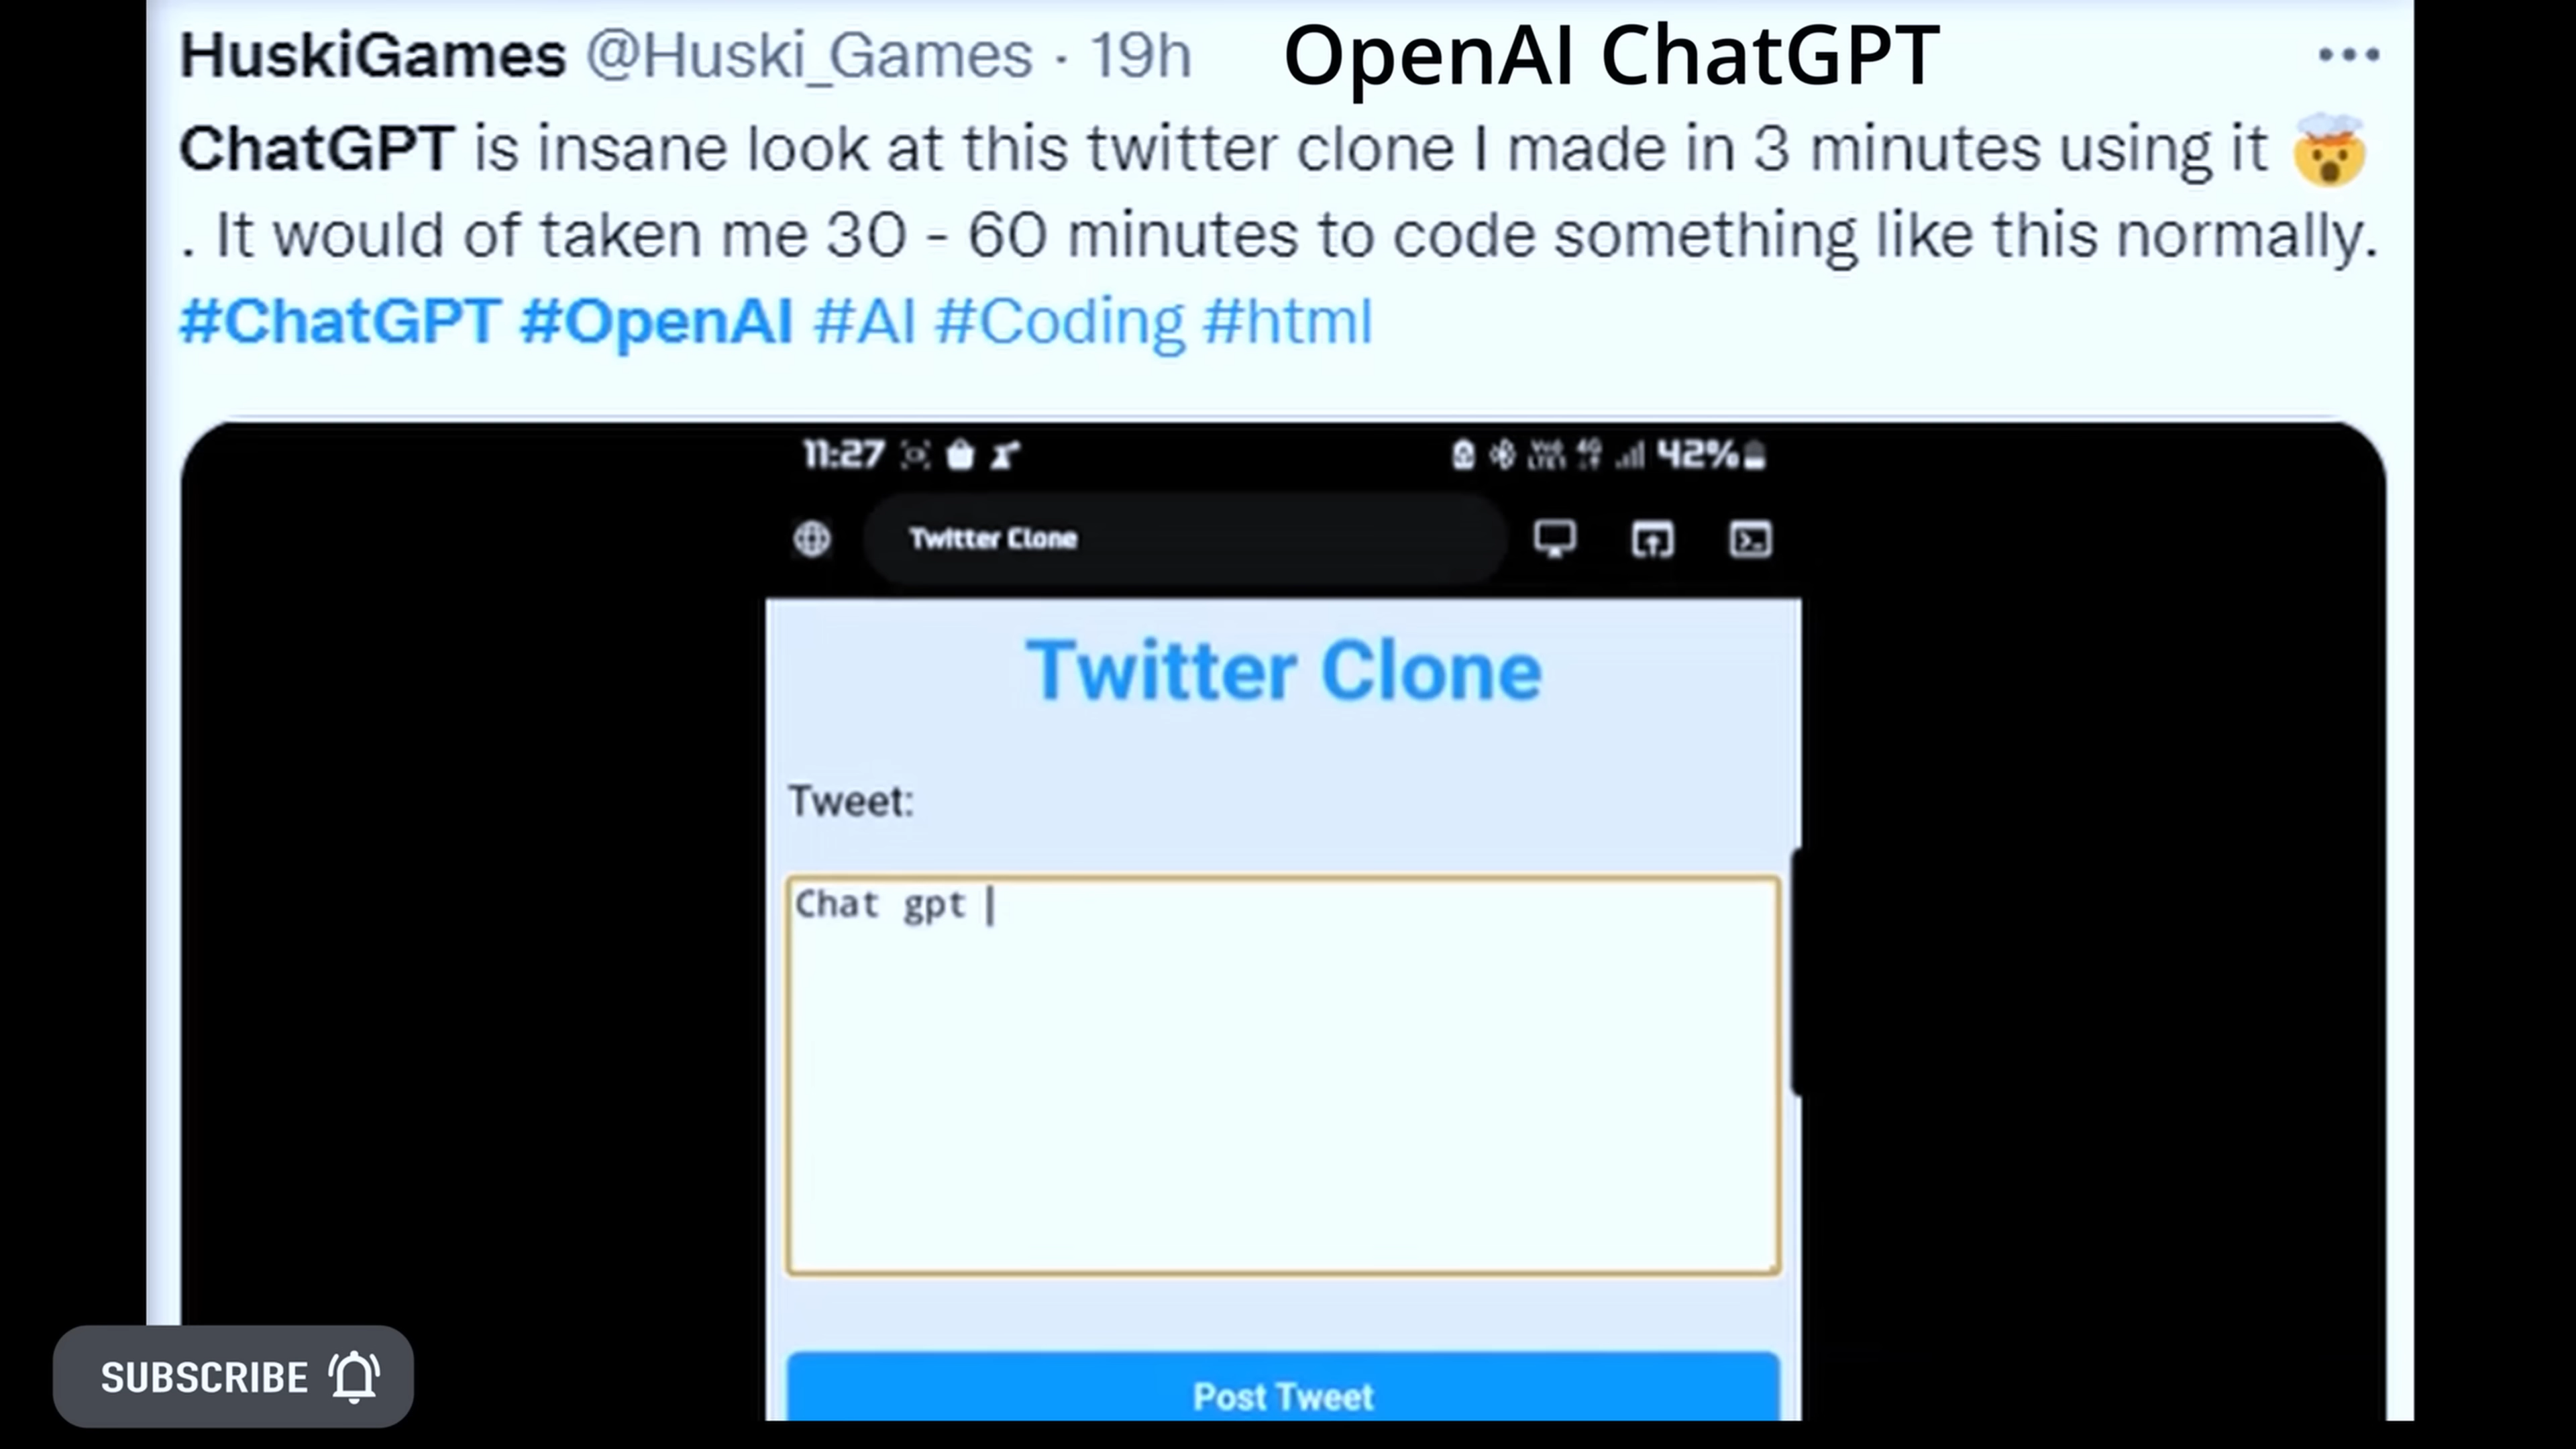 HuskiGames @Huski_Games · 19h
OpenAI ChatGPT
ChatGPT is insane look at this twitter clone I made in 3 minutes using it 🤯
. It would of taken me 30 - 60 minutes to code something like this normally.
#ChatGPT #OpenAI #AI #Coding #html
11:27
4G 42%
Twitter Clone
Twitter Clone
Tweet:
Chat gpt
Post Tweet
SUBSCRIBE